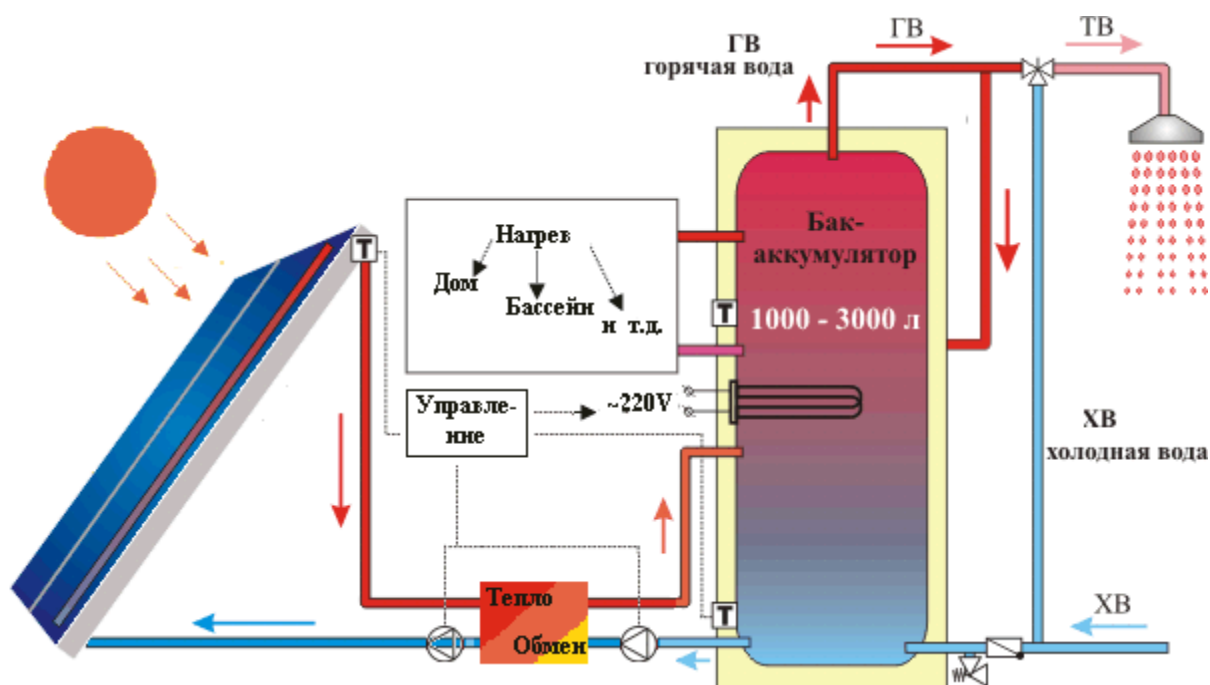 ГВ
горячая вода
ГВ
ТВ
Т
Нагрев
Дом
Бассейн
и т.д.
Бак-
аккумулятор
Т
1000 - 3000 л
Управле-
ние
~220V
ХВ
холодная вода
Тепло
Обмен
Т
ХВ